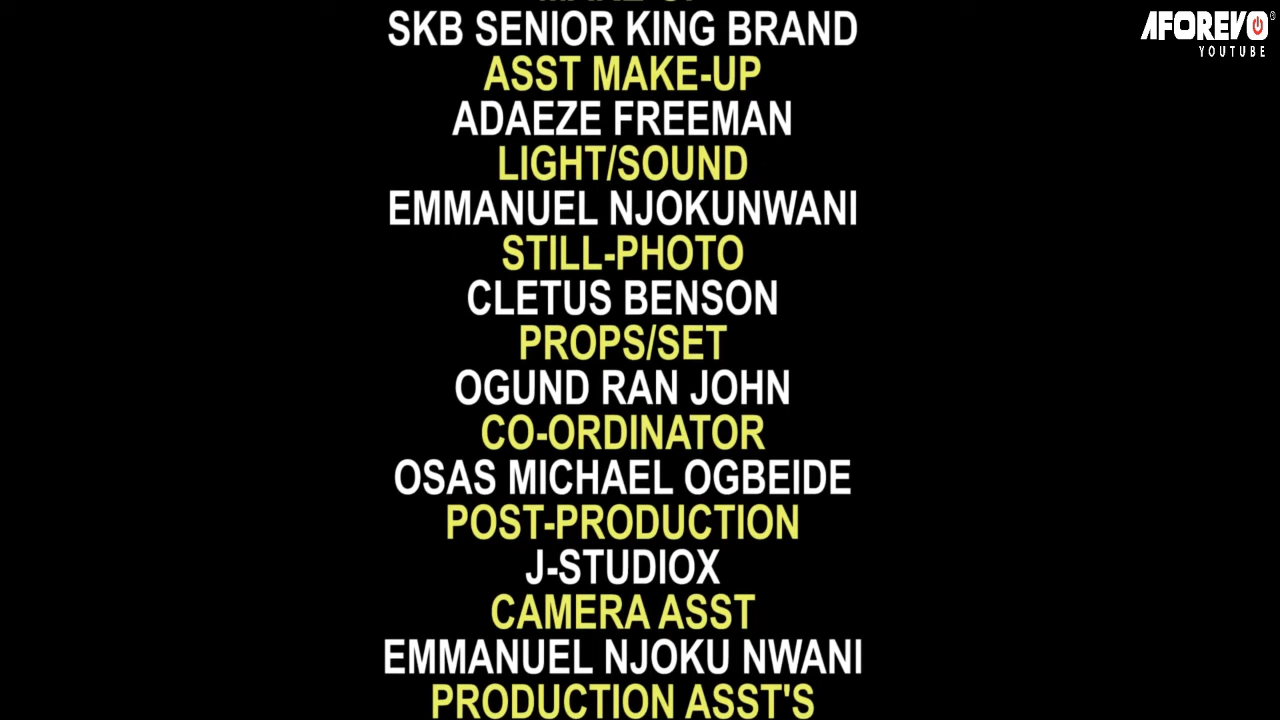 SKB SENIOR KING BRAND
ASST MAKE-UP
ADAEZE FREEMAN
LIGHT/SOUND
EMMANUEL NJOKUNWANI
STILL-PHOTO
CLETUS BENSON
PROPS/SET
OGUND RAN JOHN
CO-ORDINATOR
OSAS MICHAEL OGBEIDE
POST-PRODUCTION
J-STUDIOX
CAMERA ASST
EMMANUEL NJOKU NWANI
PRODUCTION ASST'S
AFOREVO
YOUTUBE